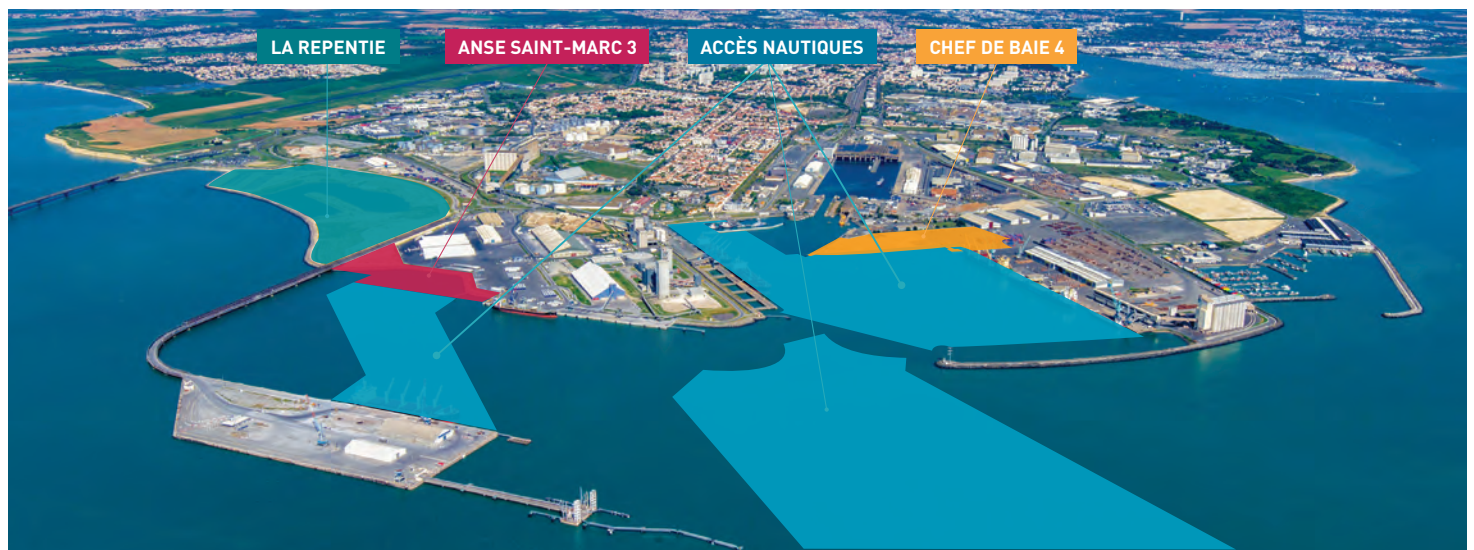 LA REPENTIE
ANSE SAINT-MARC 3
ACCÈS NAUTIQUES
CHEF DE BAIE 4